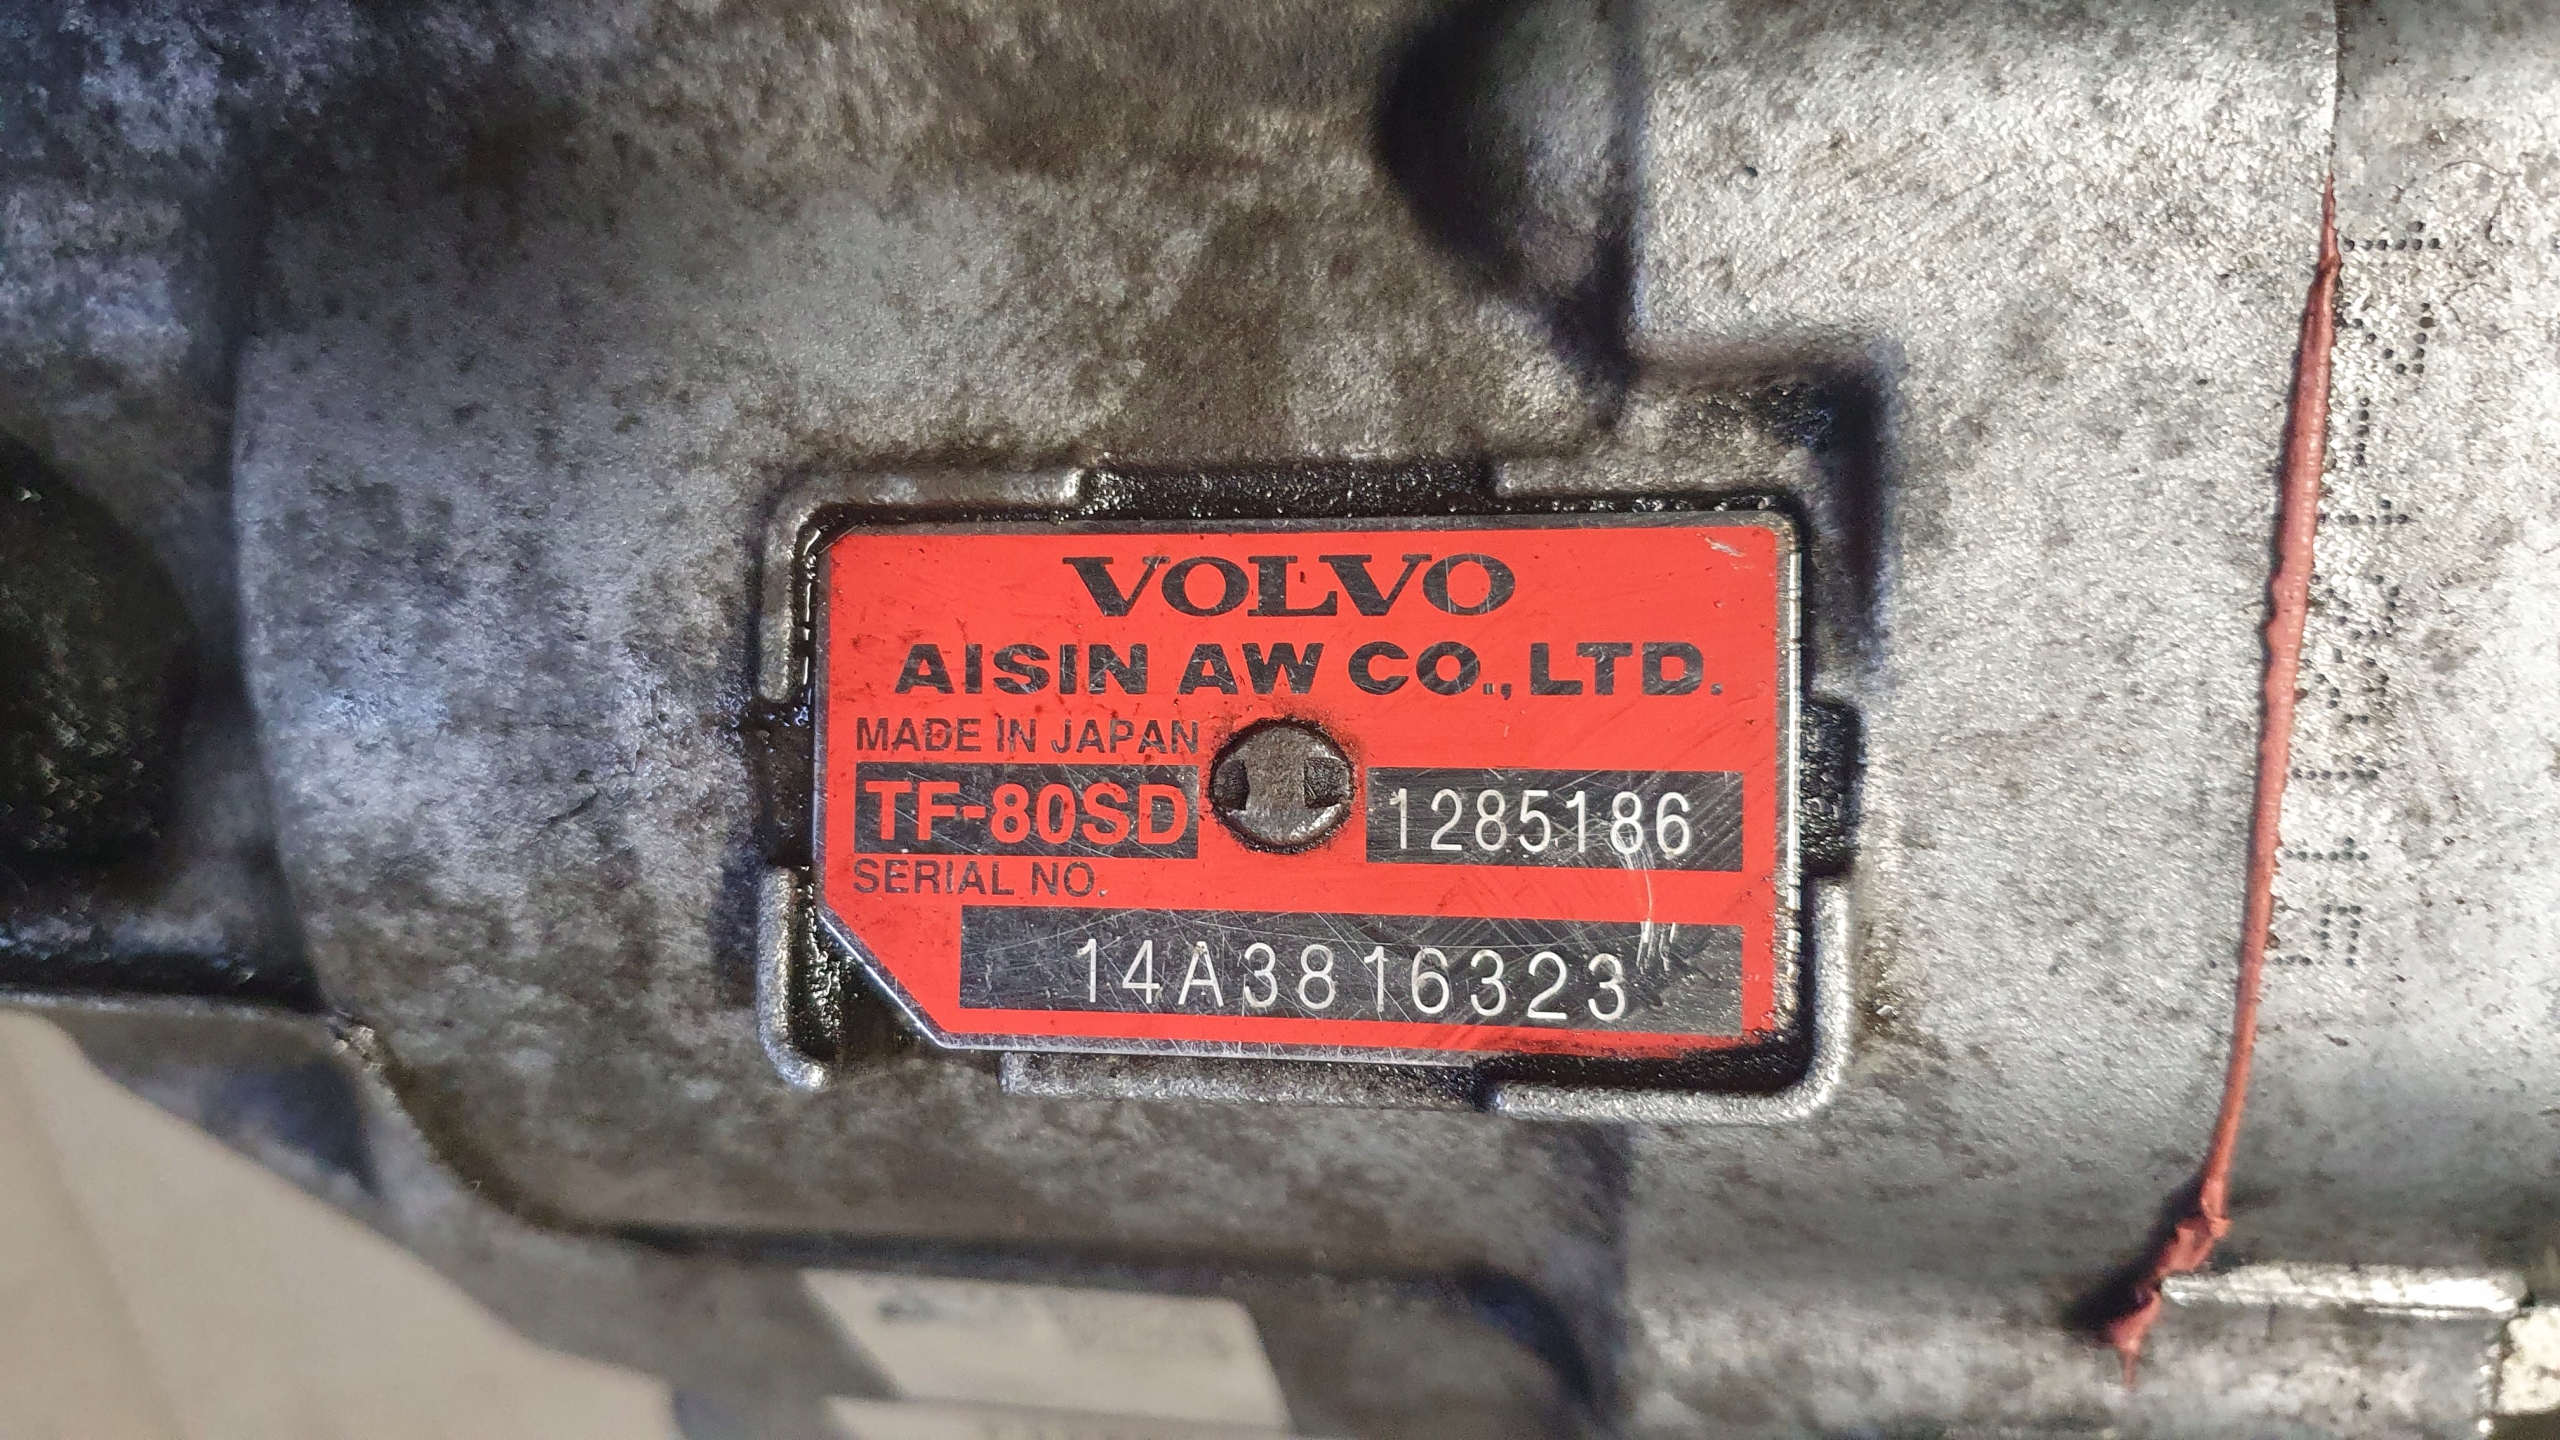 VOLVO
AISIN AW CO., LTD.
MADE IN JAPAN
TF-80SD 1285186
SERIAL NO.
14A3816323